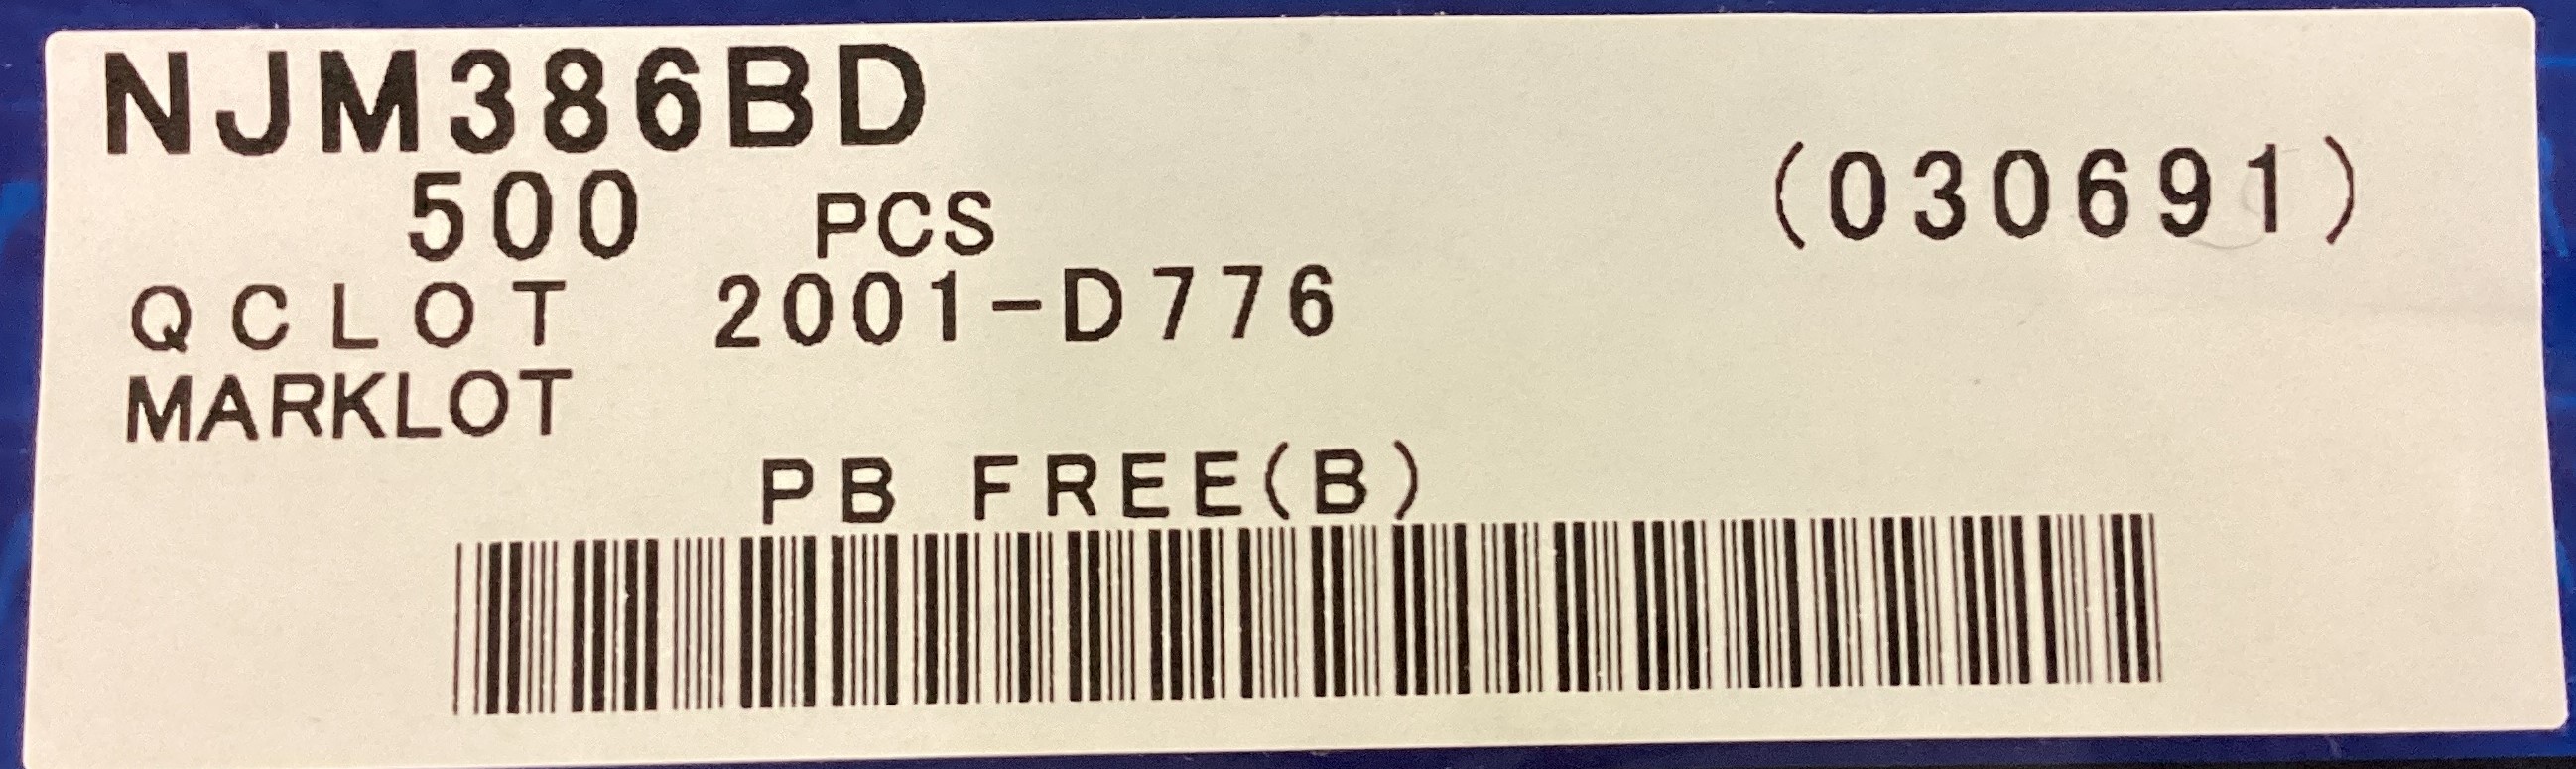 NJM386BD
500 PCS (030691)
QCLOT 2001-D776
MARKLOT
PB FREE(B)